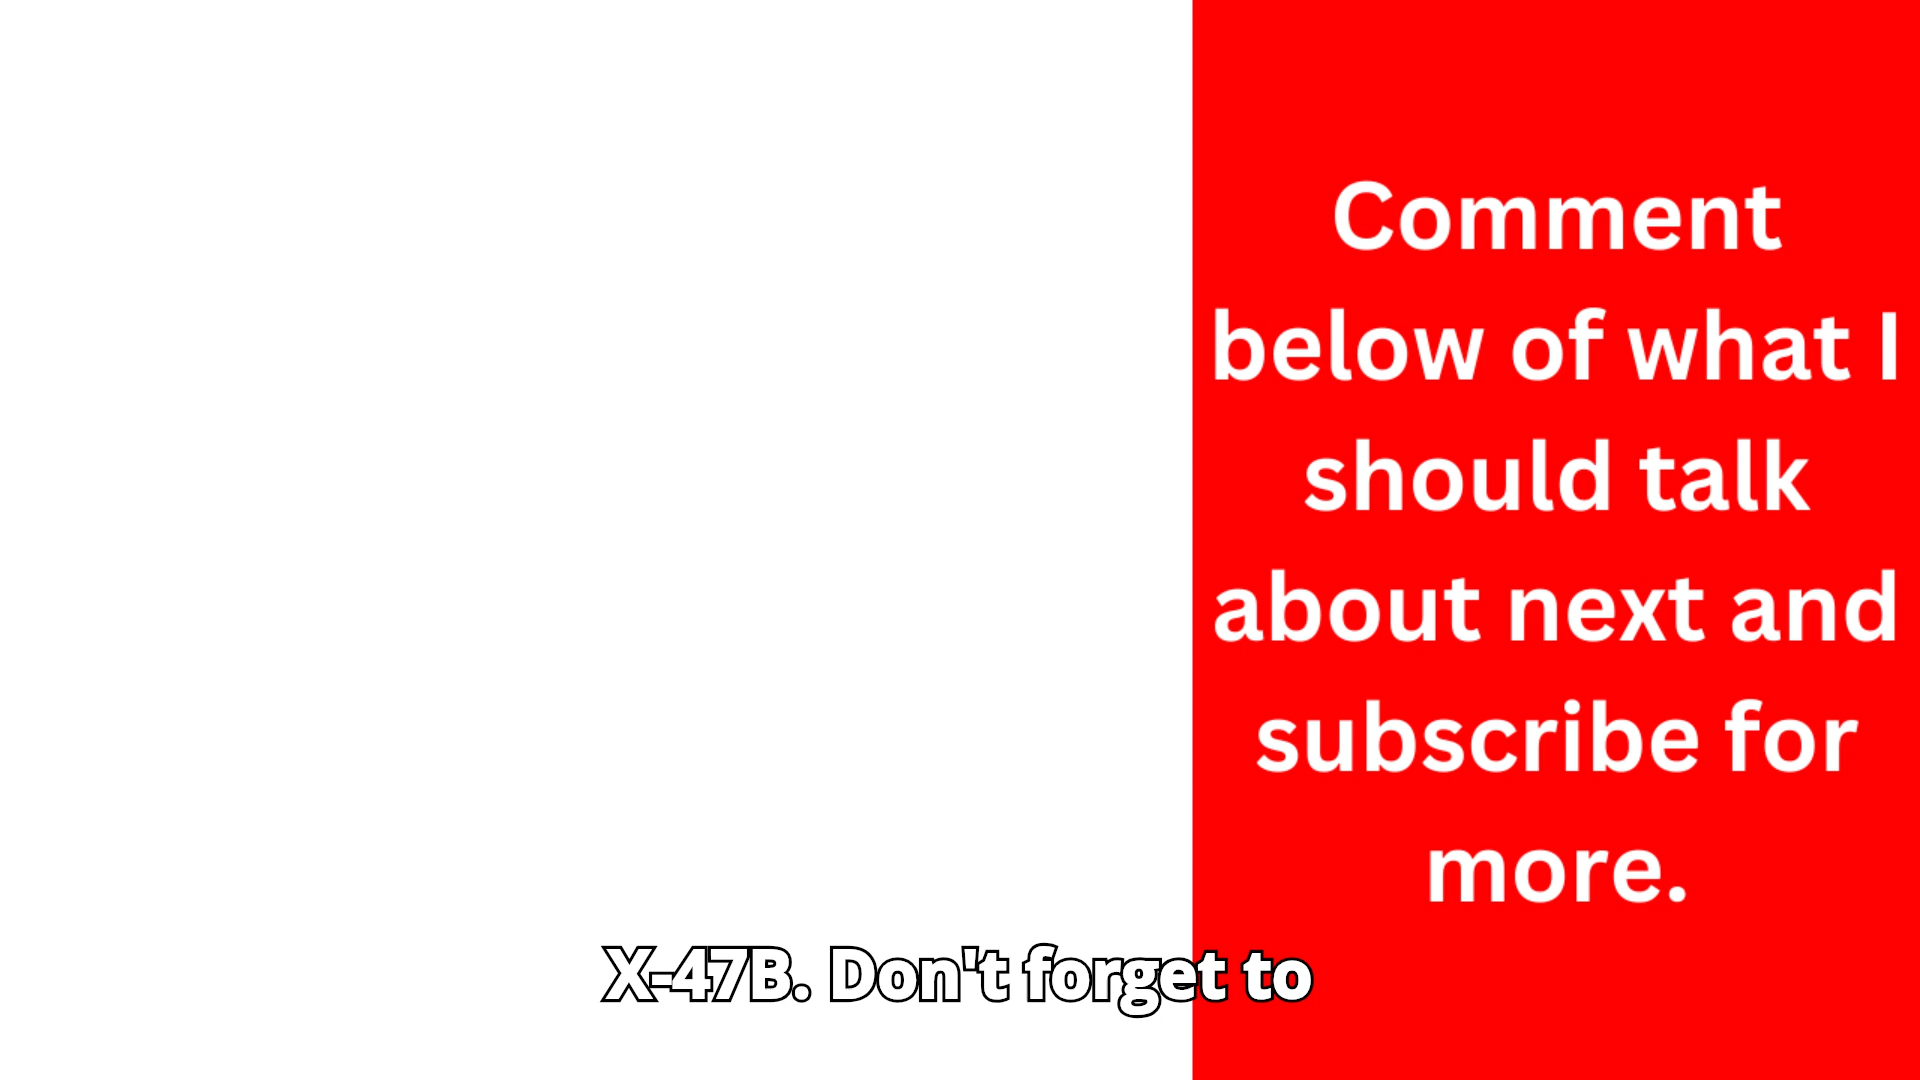 Comment
below of what I
should talk
about next and
subscribe for
more.
X-47B. Don't forget to